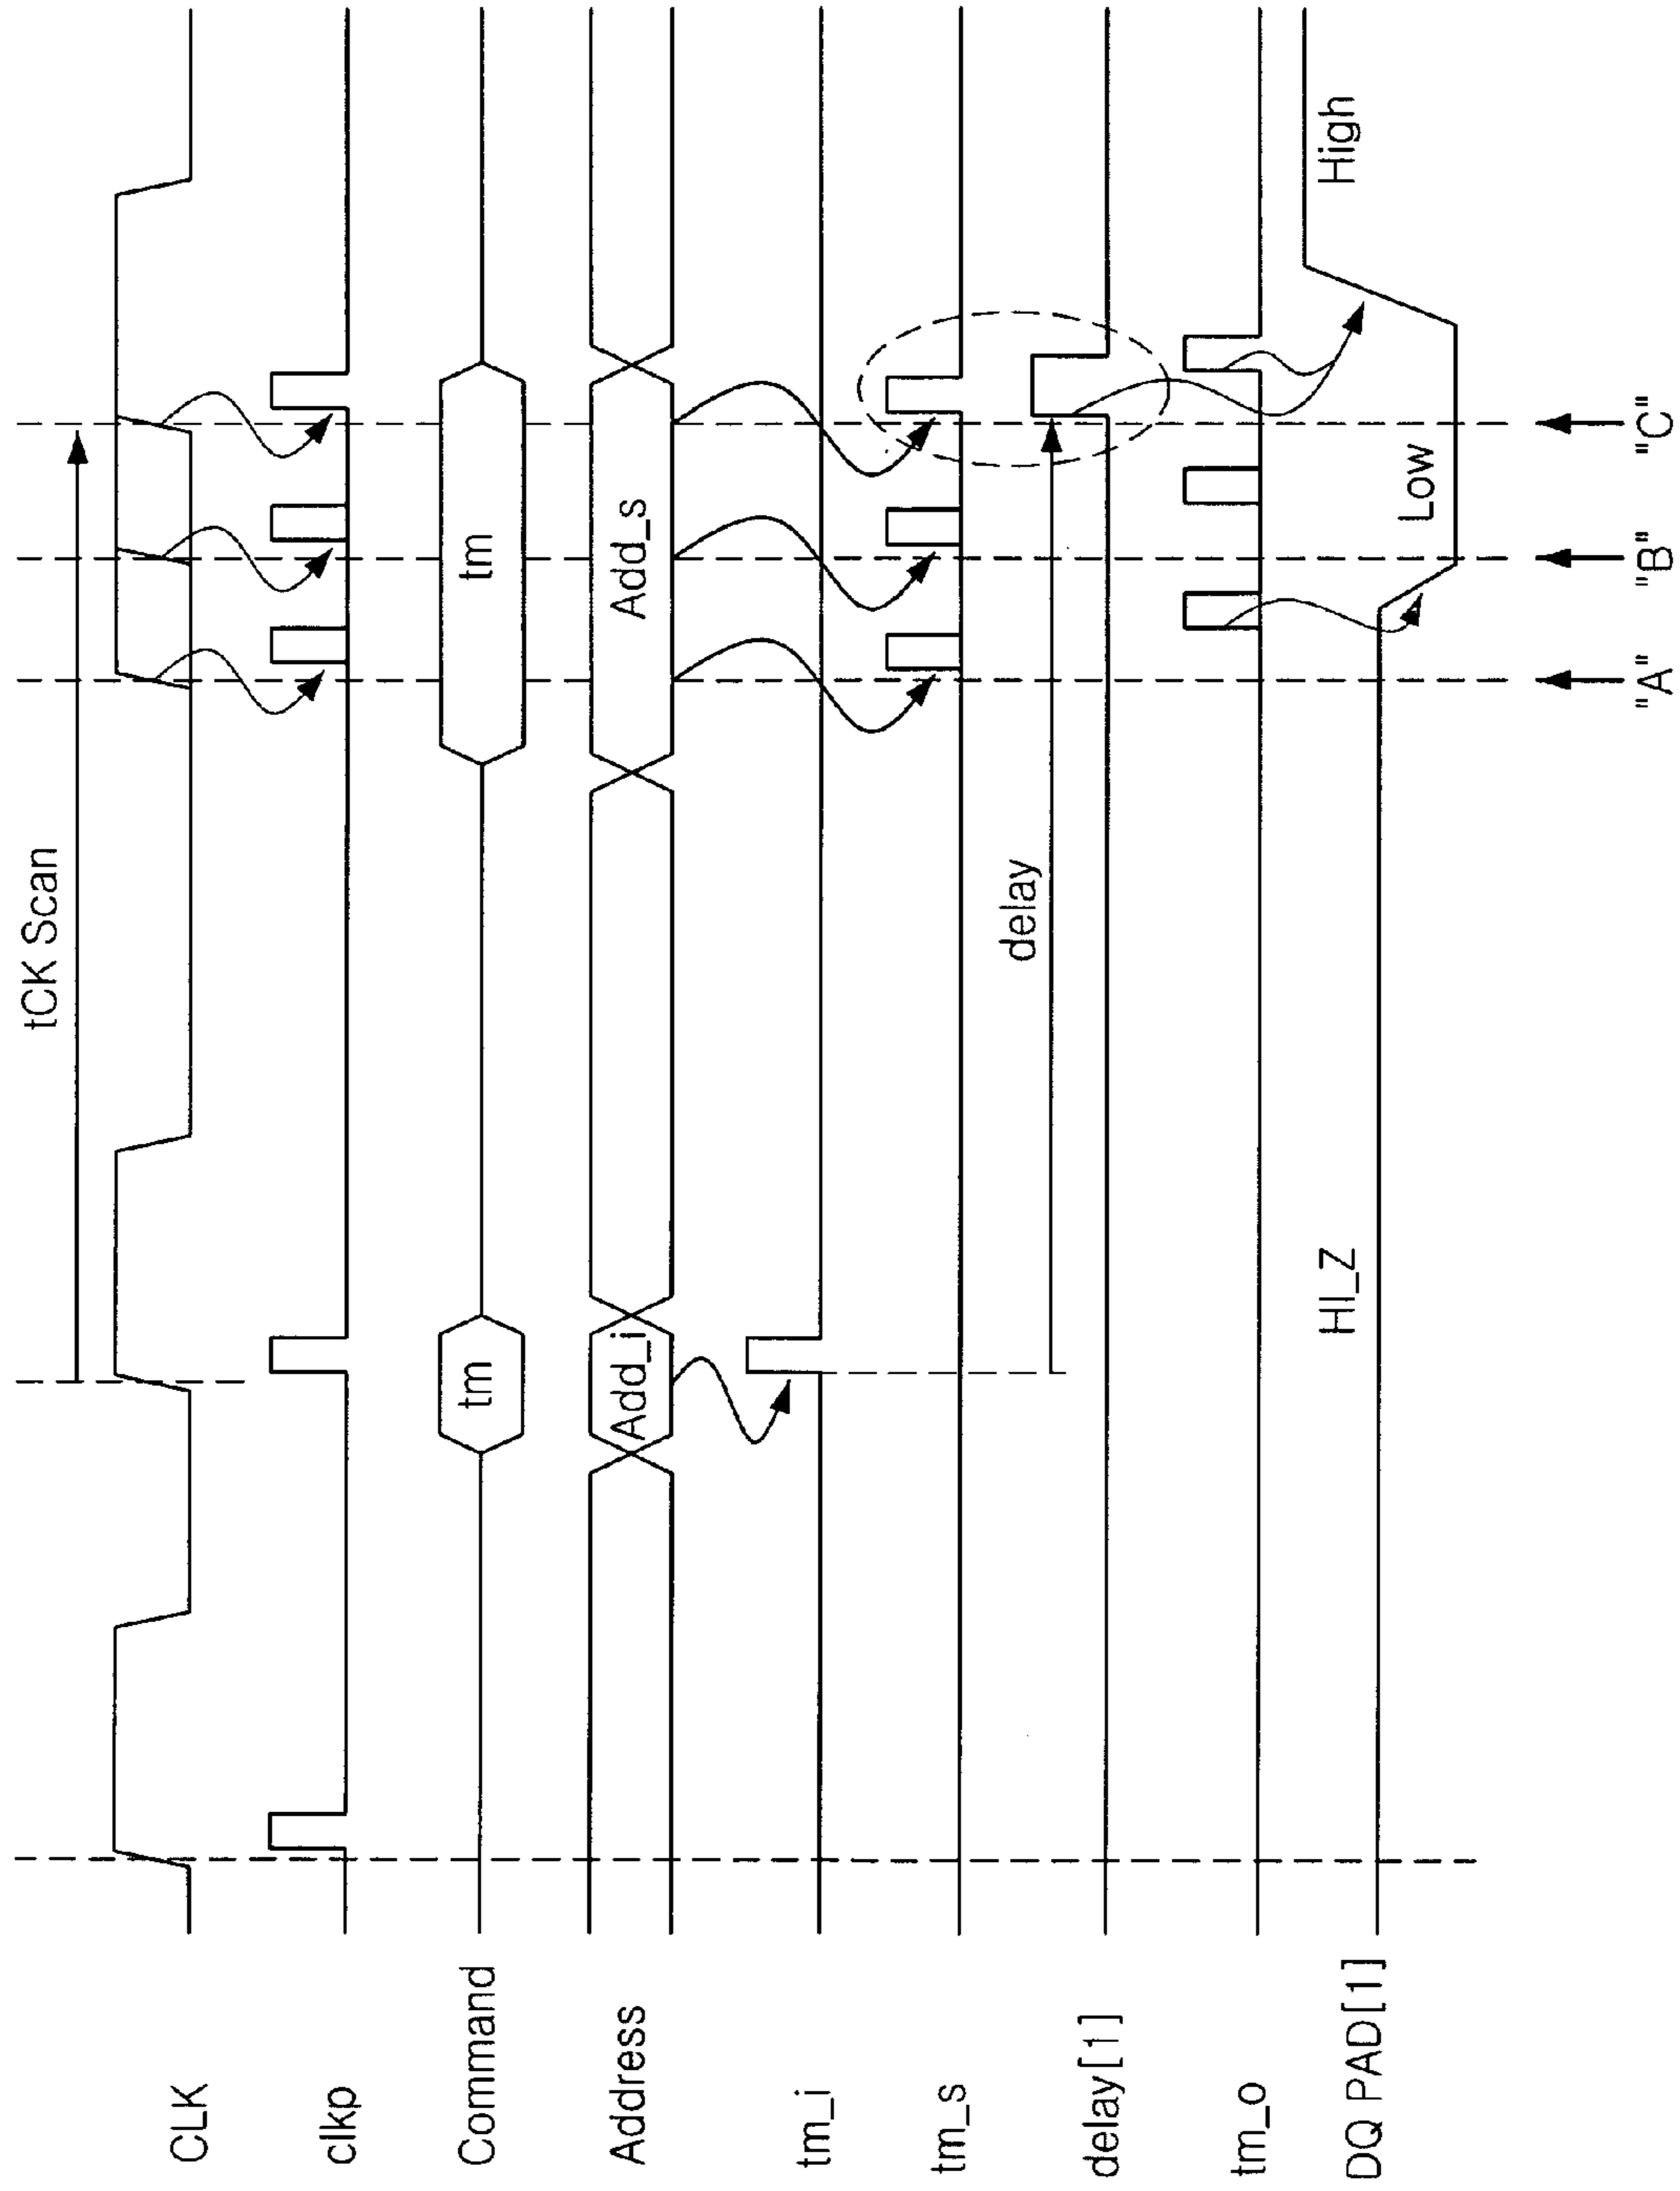 tCK Scan
CLK
clkp
Command
tm
tm
Address
Add_i
Add_s
tm_i
tm_s
delay
delay[1]
tm_o
DQ PAD[1]
HI_Z
Low
High
"A"
"B"
"C"